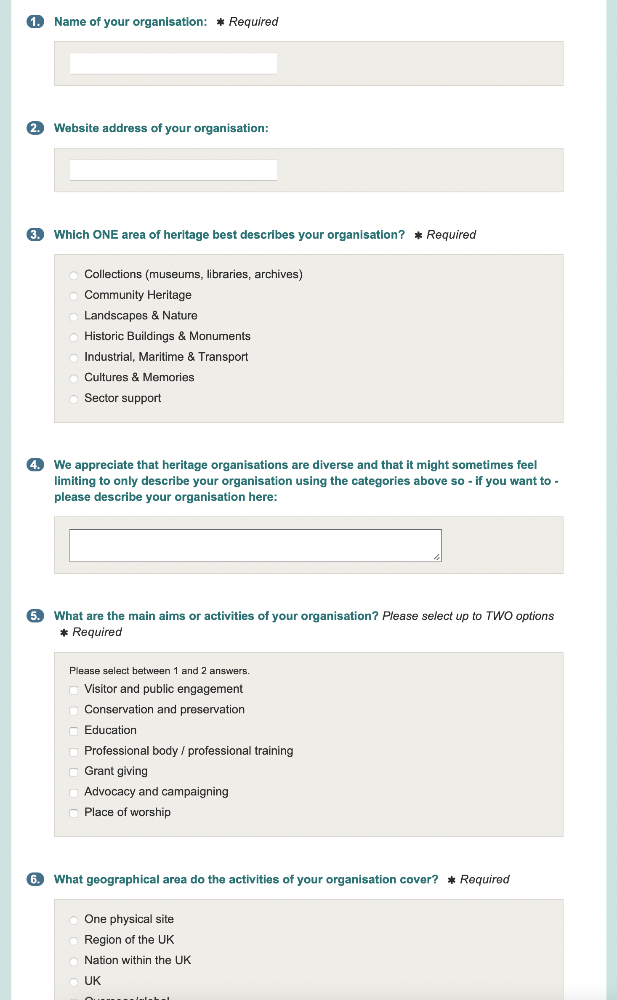 1. Name of your organisation: * Required
2. Website address of your organisation:
3. Which ONE area of heritage best describes your organisation? * Required
Collections (museums, libraries, archives)
Community Heritage
Landscapes & Nature
Historic Buildings & Monuments
Industrial, Maritime & Transport
Cultures & Memories
Sector support
4. We appreciate that heritage organisations are diverse and that it might sometimes feel
limiting to only describe your organisation using the categories above so - if you want to -
please describe your organisation here:
5. What are the main aims or activities of your organisation? Please select up to TWO options
* Required
Please select between 1 and 2 answers.
Visitor and public engagement
Conservation and preservation
Education
Professional body / professional training
Grant giving
Advocacy and campaigning
Place of worship
6. What geographical area do the activities of your organisation cover? * Required
One physical site
Region of the UK
Nation within the UK
UK
Overseas/global